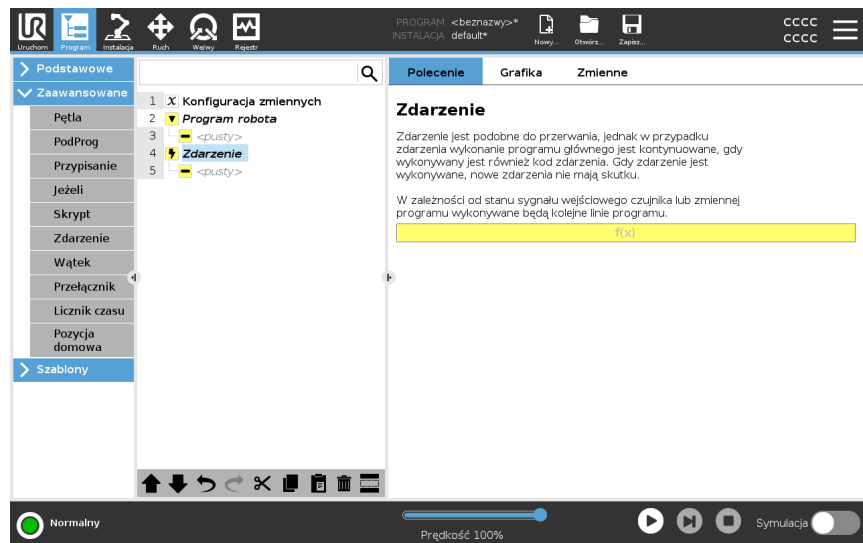 UR
Uruchom
Program
Instalacja
Ruch
We/wy
Rejestr
PROGRAM <beznazwy>*
INSTALACJA default*
Nowy...
Otwórz...
Zapisz...
CCCC
CCCC
Podstawowe
Zaawansowane
Pętla
PodProg
Przypisanie
Jeżeli
Skrypt
Zdarzenie
Wątek
Przełącznik
Licznik czasu
Pozycja
domowa
Szablony
1 X Konfiguracja zmiennych
2 Program robota
3 <pusty>
4 Zdarzenie
5 <pusty>
Polecenie Grafika Zmienne
Zdarzenie
Zdarzenie jest podobne do przerwania, jednak w przypadku
zdarzenia wykonanie programu głównego jest kontynuowane, gdy
wykonywany jest również kod zdarzenia. Gdy zdarzenie jest
wykonywane, nowe zdarzenia nie mają skutku.
W zależności od stanu sygnału wejściowego czujnika lub zmiennej
programu wykonywane będą kolejne linie programu.
f(x)
Normalny
Prędkość 100%
Symulacja